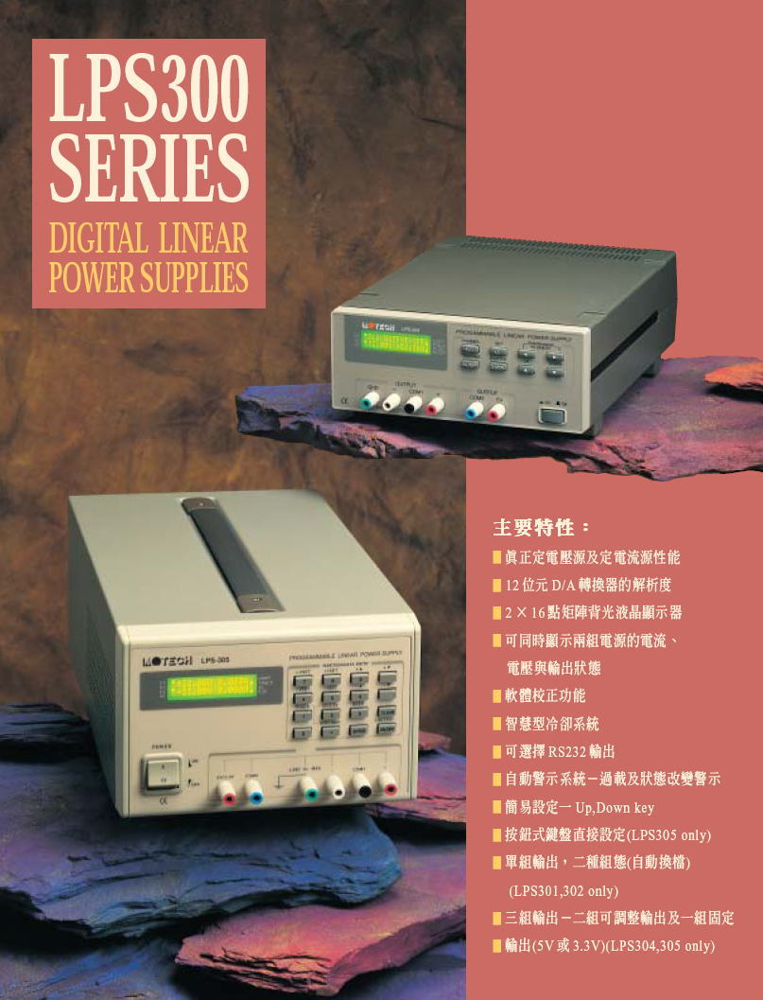 LPS300
SERIES
DIGITAL LINEAR
POWER SUPPLIES
MOTECH
PROGRAMMABLE LINEAR POWER SUPPLY
OUTPUT
OUTPUT
GND
COM1
COM2
MOTECH LPS-305
PROGRAMMABLE LINEAR POWER SUPPLY
POWER
COM1
主要特性：
眞正定電壓源及定電流源性能
12 位元 D/A 轉換器的解析度
2 × 16 點矩陣背光液晶顯示器
可同時顯示兩組電源的電流、
電壓與輸出狀態
軟體校正功能
智慧型冷卻系統
可選擇 RS232 輸出
自動警示系統－過載及狀態改變警示
簡易設定一 Up,Down key
按鈕式鍵盤直接設定(LPS305 only)
單組輸出，二種組態(自動換檔)
(LPS301,302 only)
三組輸出－二組可調整輸出及一組固定
輸出(5V 或 3.3V)(LPS304,305 only)